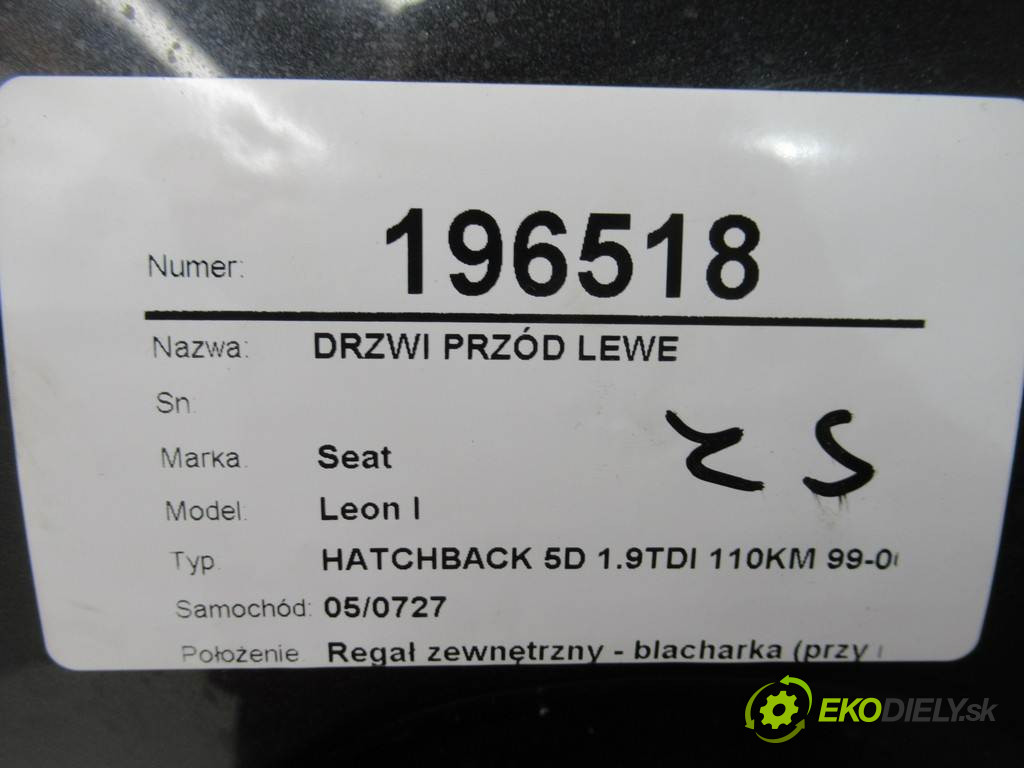 Numer: 196518
Nazwa: DRZWI PRZÓD LEWE
Sn.
Marka. Seat
Model. Leon I
Typ. HATCHBACK 5D 1.9TDI 110KM
Samochód: 05/0727
Położenie. Regał zewnętrzny - blacharka (przy
EKODIELY.sk